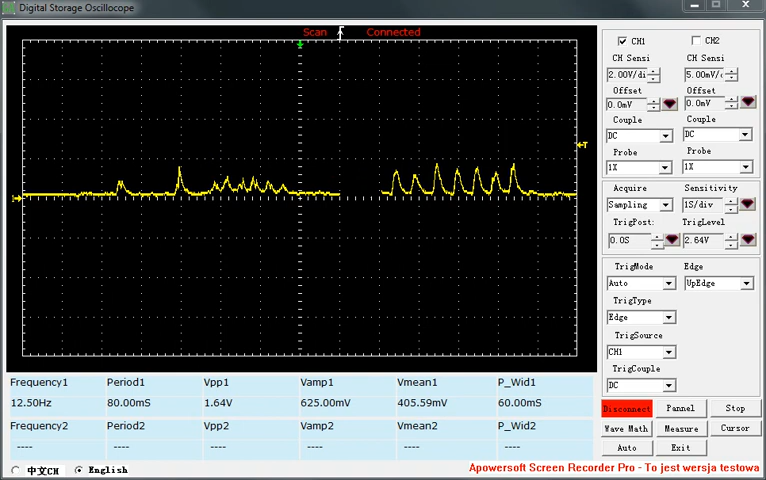 Digital Storage Oscilloscope
Scan Connected
CH1 CH2
CH Sensi CH Sensi
2.00V/di 5.00mV/
Offset Offset
0.0mV 0.0mV
Couple Couple
DC DC
Probe Probe
1X 1X
Acquire Sensitivity
Sampling 1S/div
TrigPost: TrigLevel
0.0S 2.64V
TrigMode Edge
Auto UpEdge
TrigType
Edge
TrigSource
CH1
TrigCouple
DC
Disconnect Pannel Stop
Wave Math Measure Cursor
Auto Exit
T
1
Frequency1 Period1 Vpp1 Vamp1 Vmean1 P_Wid1
12.50Hz 80.00mS 1.64V 625.00mV 405.59mV 60.00mS
Frequency2 Period2 Vpp2 Vamp2 Vmean2 P_Wid2
---- ---- ---- ---- ---- ----
中文CH English
Apowersoft Screen Recorder Pro - To jest wersja testowa